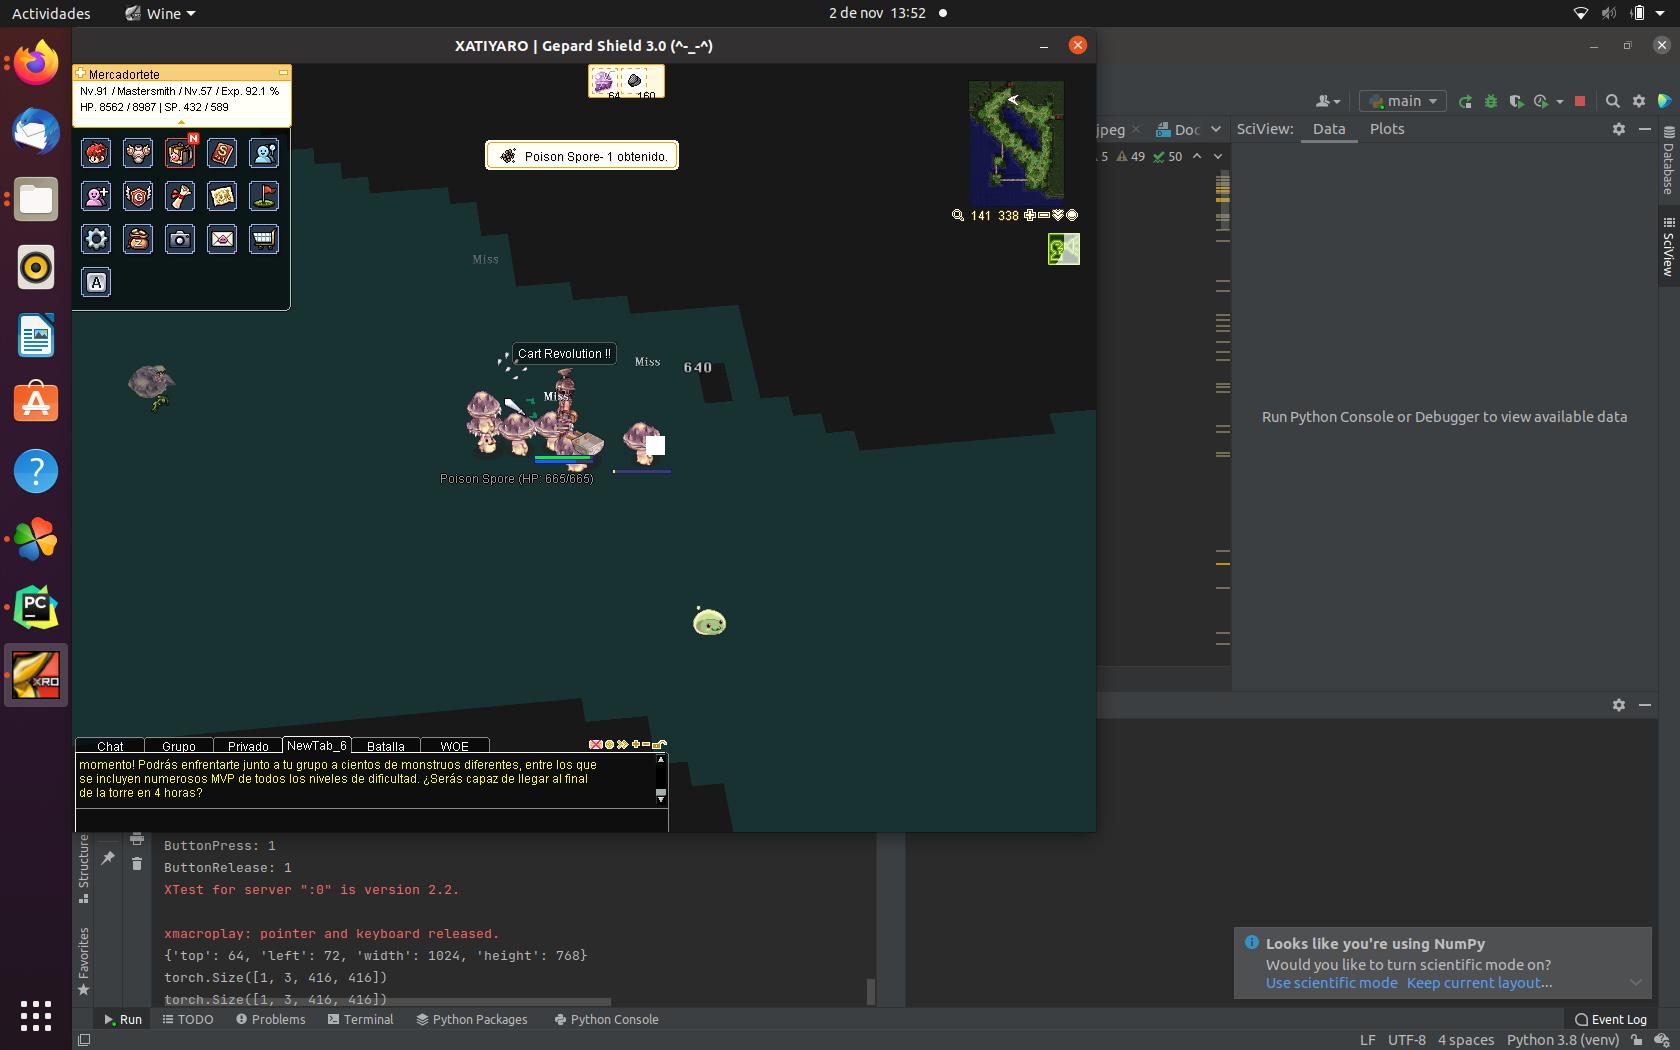 Actividades
Wine
2 de nov 13:52
XATIYARO | Gepard Shield 3.0 (^-_-^)
Mercadortete
Nv.91 / Mastersmith / Nv.57 / Exp. 92.1 %
HP. 8562 / 8987 | SP. 432 / 589
N
64 160
Poison Spore- 1 obtenido.
141 338
Miss
Cart Revolution !!
Miss
640
Miss
Poison Spore (HP: 665/665)
Chat
Grupo
Privado
NewTab_6
Batalla
WOE
momento! Podrás enfrentarte junto a tu grupo a cientos de monstruos diferentes, entre los que
se incluyen numerosos MVP de todos los niveles de dificultad. ¿Serás capaz de llegar al final
de la torre en 4 horas?
A
PC
XRO
main
jpeg
Doc
SciView:
Data
Plots
5
49
50
Database
SciView
Run Python Console or Debugger to view available data
Structure
Favorites
ButtonPress: 1
ButtonRelease: 1
XTest for server ":0" is version 2.2.
xmacroplay: pointer and keyboard released.
{'top': 64, 'left': 72, 'width': 1024, 'height': 768}
torch.Size([1, 3, 416, 416])
torch.Size([1, 3, 416, 416])
Looks like you're using NumPy
Would you like to turn scientific mode on?
Use scientific mode Keep current layout...
Run
TODO
Problems
Terminal
Python Packages
Python Console
Event Log
LF UTF-8 4 spaces Python 3.8 (venv)